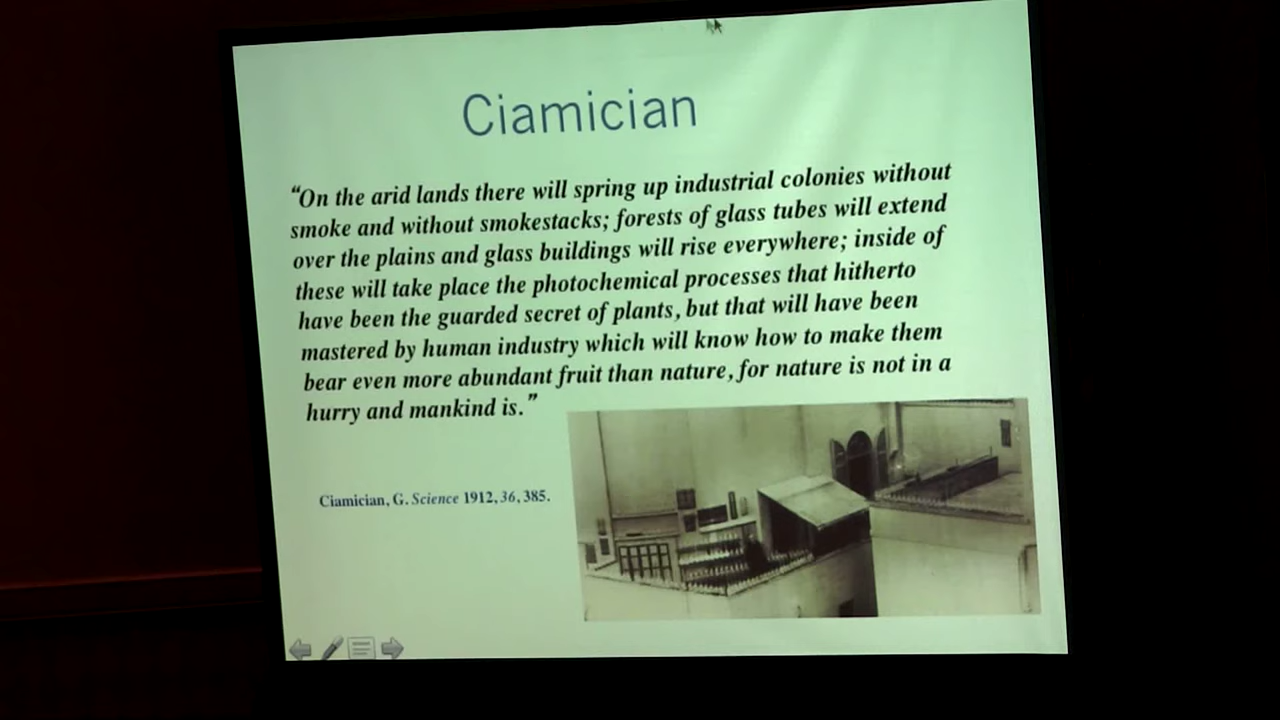 Ciamician
“On the arid lands there will spring up industrial colonies without
smoke and without smokestacks; forests of glass tubes will extend
over the plains and glass buildings will rise everywhere; inside of
these will take place the photochemical processes that hitherto
have been the guarded secret of plants, but that will have been
mastered by human industry which will know how to make them
bear even more abundant fruit than nature, for nature is not in a
hurry and mankind is.”
Ciamician, G. Science 1912, 36, 385.